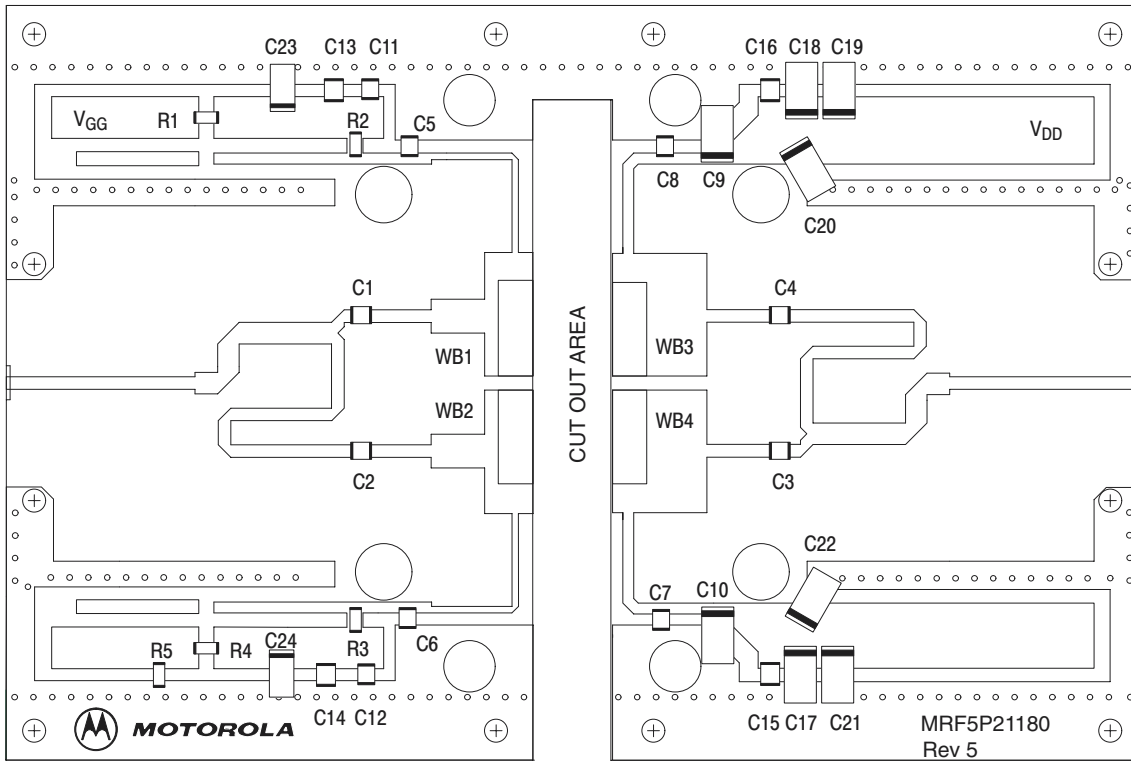 C23 C13 C11
C16 C18 C19
VGG R1 R2 C5
C8 C9 VDD
C20
C1 C4
WB1 WB3
CUT OUT AREA
WB2 WB4
C2 C3
C22
C7 C10
R5 R4 C24 R3 C6
C14 C12
C15 C17 C21
MOTOROLA
MRF5P21180
Rev 5